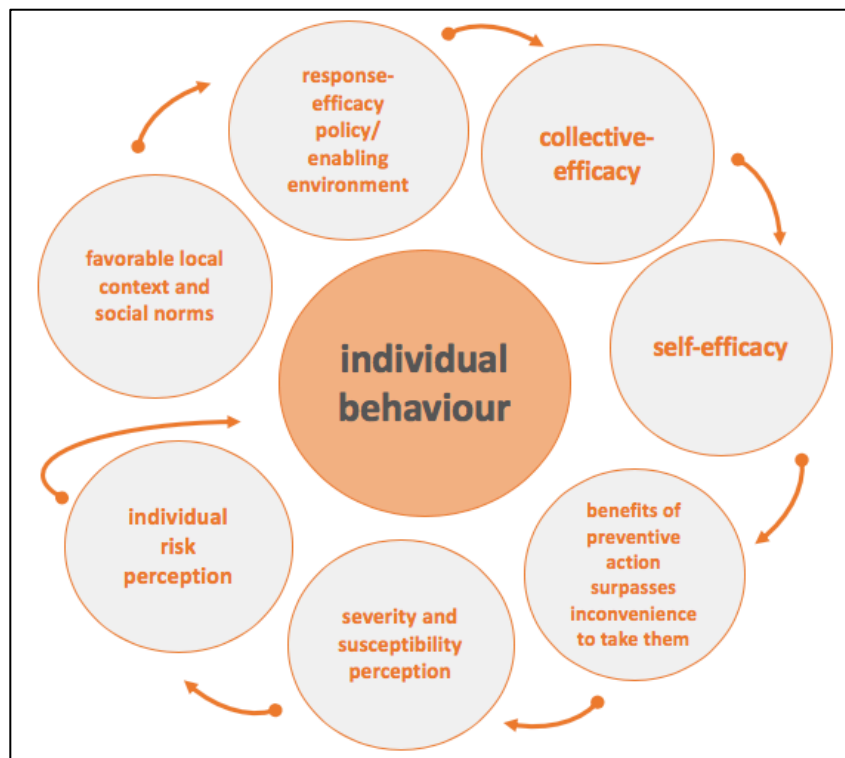 response-
efficacy
policy/
enabling
environment
collective-
efficacy
self-efficacy
benefits of
preventive
action
surpasses
inconvenience
to take them
severity and
susceptibility
perception
individual
risk
perception
favorable local
context and
social norms
individual
behaviour